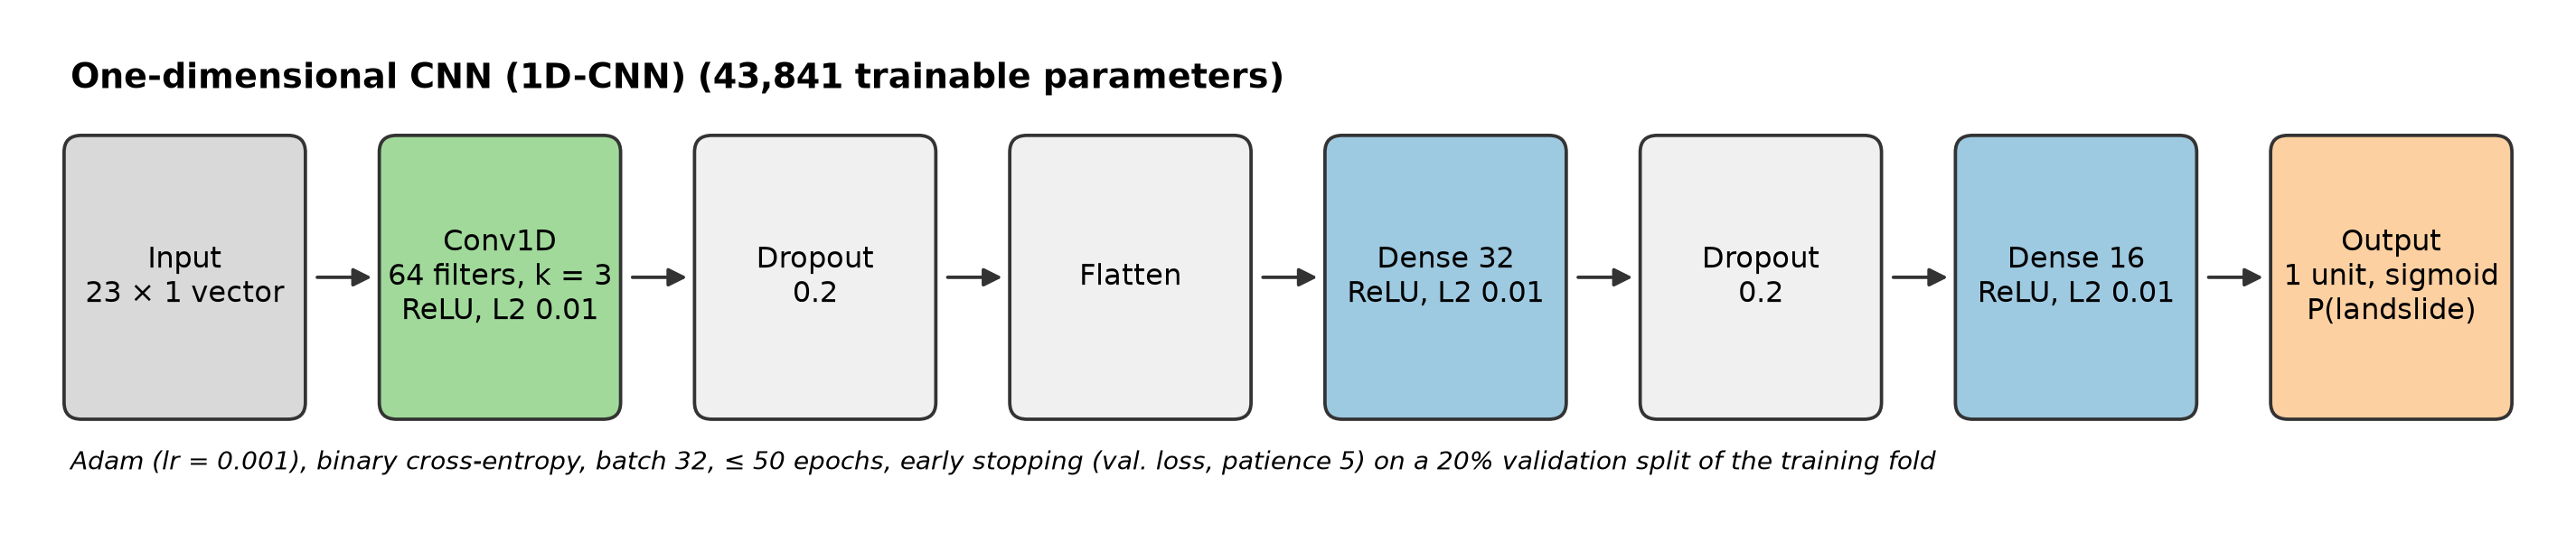 One-dimensional CNN (1D-CNN) (43,841 trainable parameters)
Input
23 × 1 vector
Conv1D
64 filters, k = 3
ReLU, L2 0.01
Dropout
0.2
Flatten
Dense 32
ReLU, L2 0.01
Dropout
0.2
Dense 16
ReLU, L2 0.01
Output
1 unit, sigmoid
P(landslide)
Adam (lr = 0.001), binary cross-entropy, batch 32, ≤ 50 epochs, early stopping (val. loss, patience 5) on a 20% validation split of the training fold